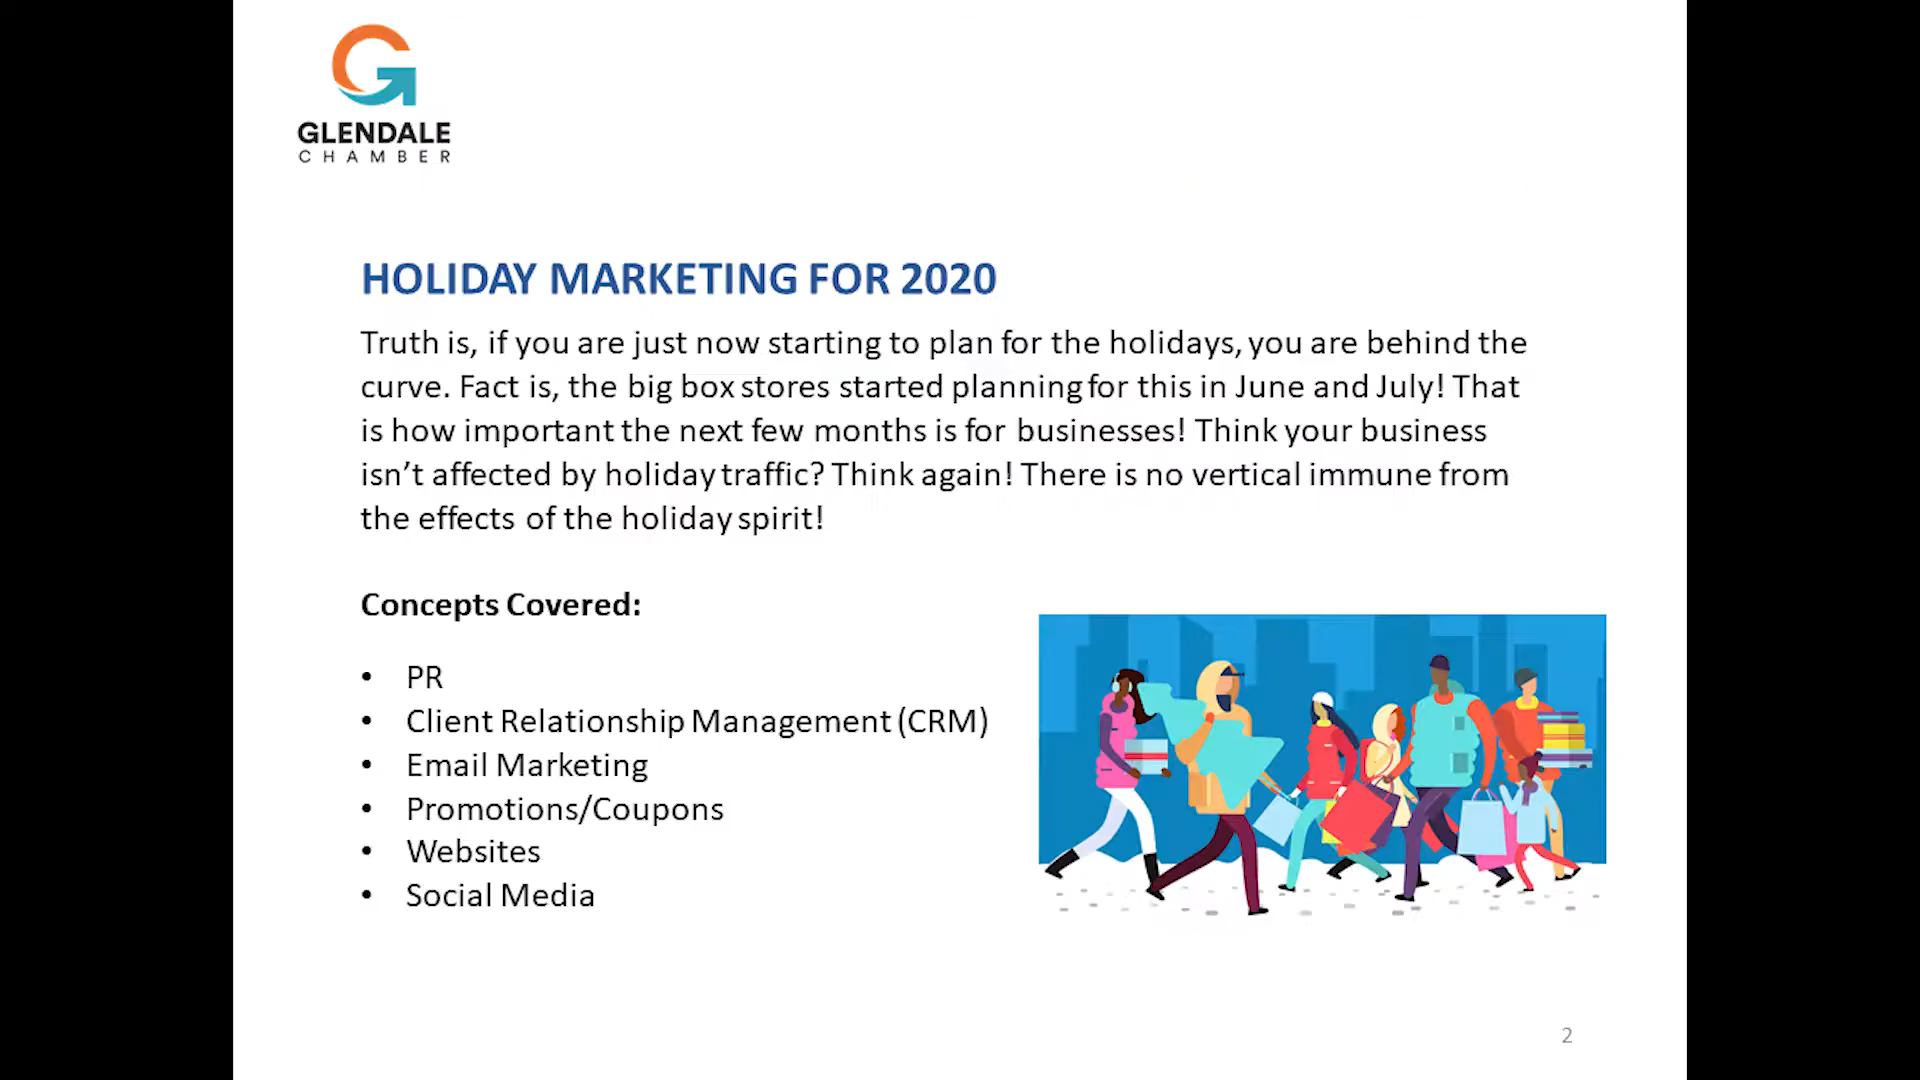 GLENDALE
CHAMBER
HOLIDAY MARKETING FOR 2020
Truth is, if you are just now starting to plan for the holidays, you are behind the
curve. Fact is, the big box stores started planning for this in June and July! That
is how important the next few months is for businesses! Think your business
isn’t affected by holiday traffic? Think again! There is no vertical immune from
the effects of the holiday spirit!
Concepts Covered:
• PR
• Client Relationship Management (CRM)
• Email Marketing
• Promotions/Coupons
• Websites
• Social Media
2